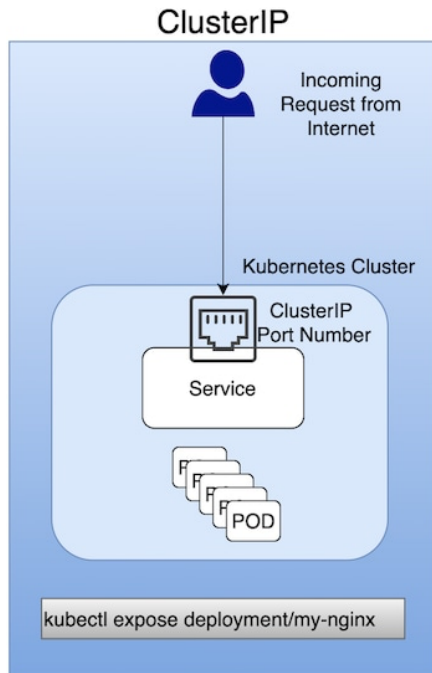 ClusterIP
Incoming
Request from
Internet
Kubernetes Cluster
ClusterIP
Port Number
Service
POD
kubectl expose deployment/my-nginx